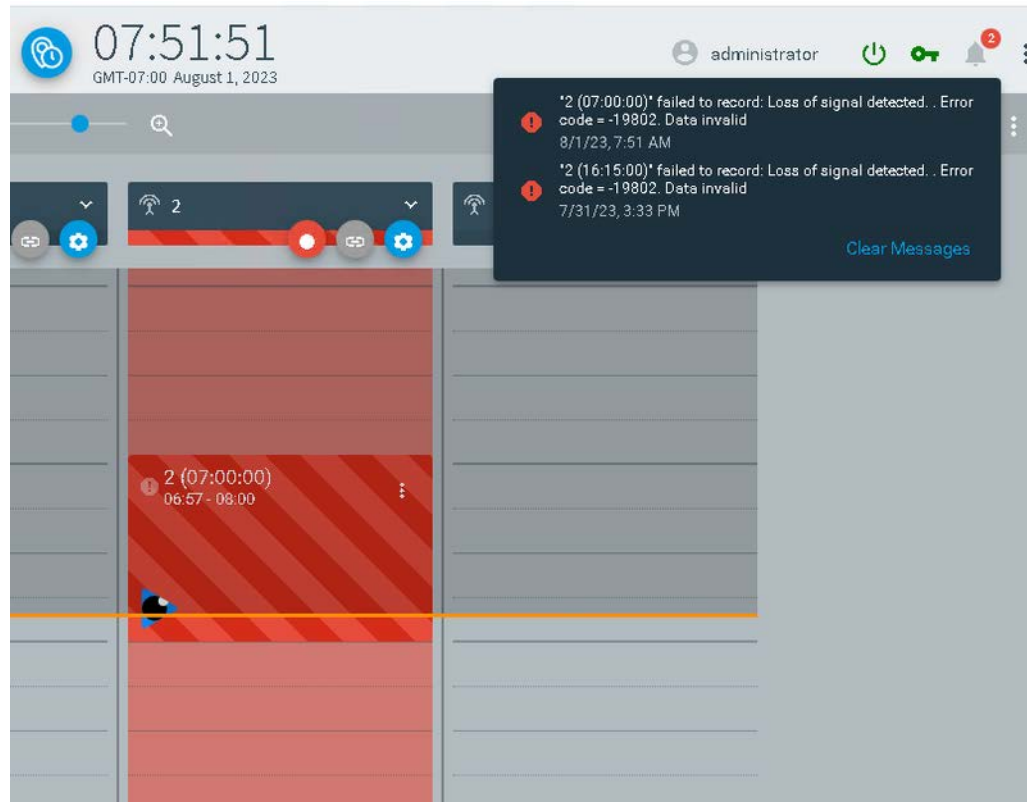 07:51:51
GMT-07:00 August 1, 2023
administrator
2
"2 (07:00:00)" failed to record: Loss of signal detected. . Error
code = -19802. Data invalid
8/1/23, 7:51 AM
"2 (16:15:00)" failed to record: Loss of signal detected. . Error
code = -19802. Data invalid
7/31/23, 3:33 PM
Clear Messages
2
2 (07:00:00)
06:57 - 08:00